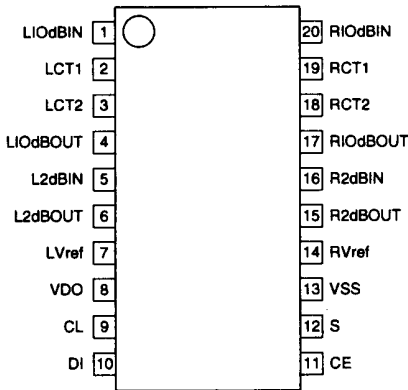 LIOdBIN 1 20 RIOdBIN
LCT1 2 19 RCT1
LCT2 3 18 RCT2
LIOdBOUT 4 17 RIOdBOUT
L2dBIN 5 16 R2dBIN
L2dBOUT 6 15 R2dBOUT
LVref 7 14 RVref
VDO 8 13 VSS
CL 9 12 S
DI 10 11 CE